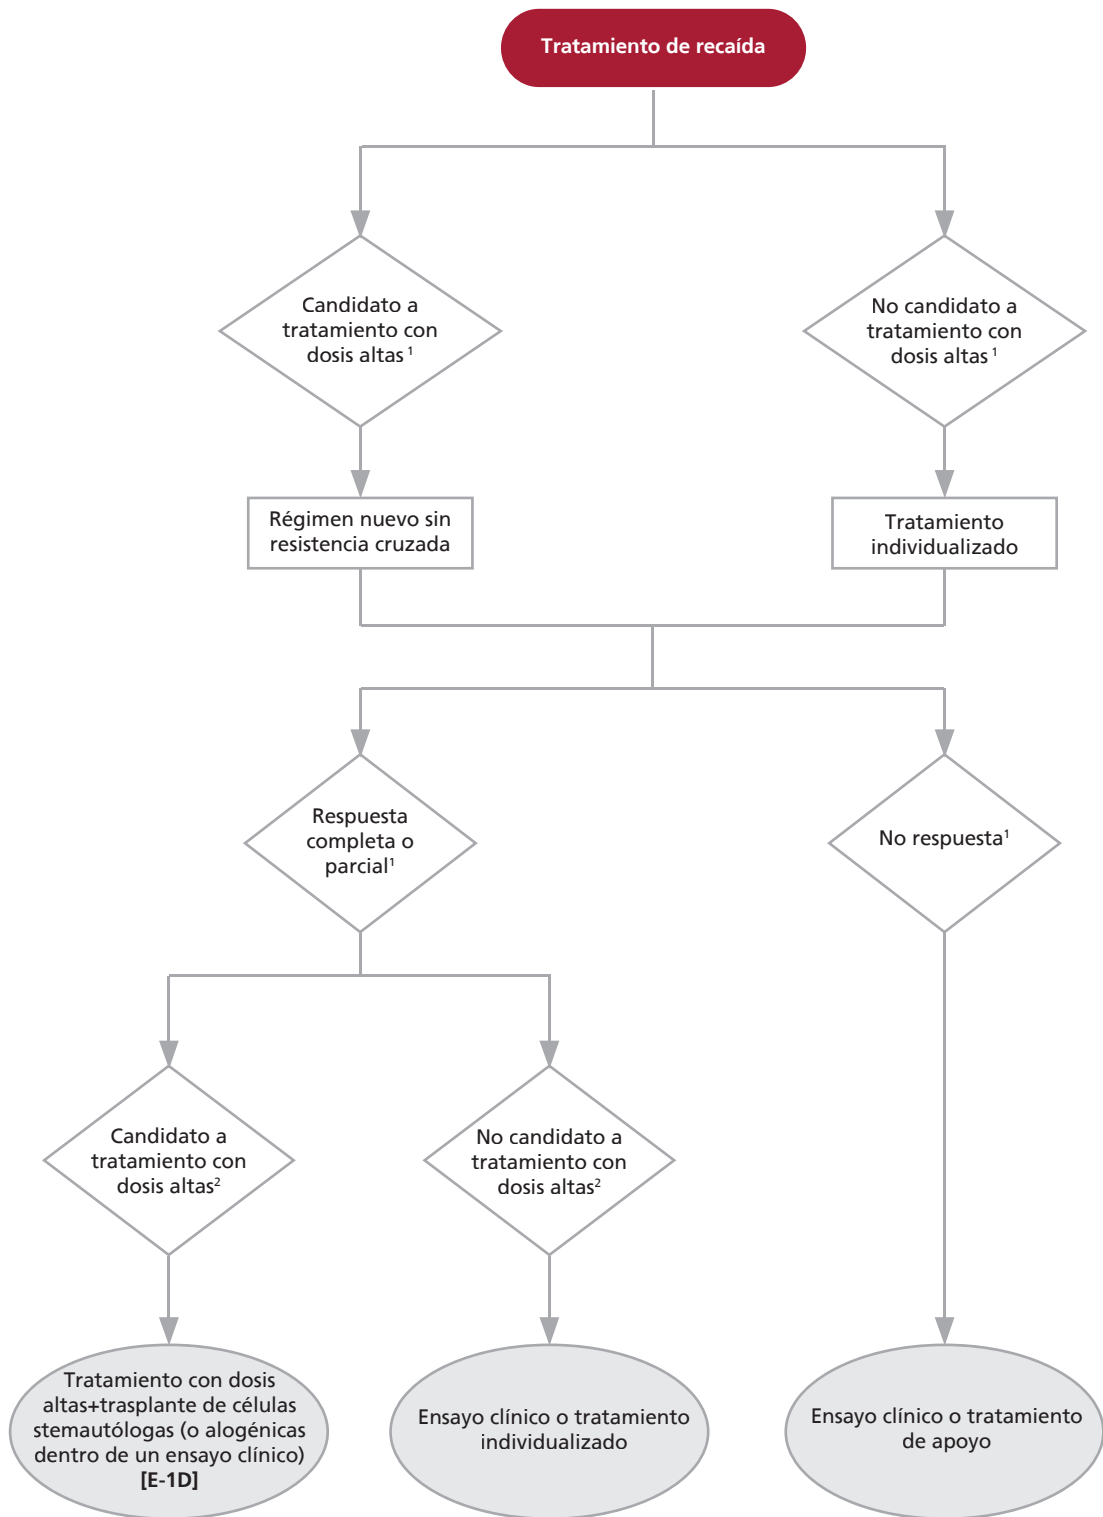 Tratamiento de recaída
Candidato a
tratamiento con
dosis altas ¹
No candidato a
tratamiento con
dosis altas ¹
Régimen nuevo sin
resistencia cruzada
Tratamiento
individualizado
Respuesta
completa o
parcial¹
No respuesta¹
Candidato a
tratamiento con
dosis altas²
No candidato a
tratamiento con
dosis altas²
Tratamiento con dosis
altas+trasplante de células
stemautólogas (o alogénicas
dentro de un ensayo clínico)
[E-1D]
Ensayo clínico o tratamiento
individualizado
Ensayo clínico o tratamiento
de apoyo